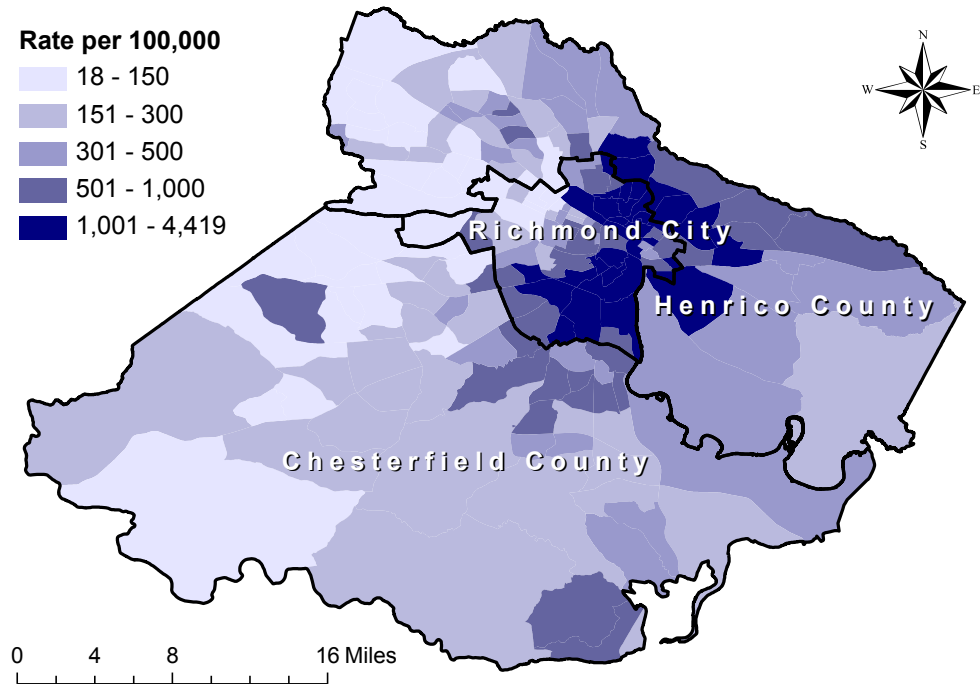 Rate per 100,000
18 - 150
151 - 300
301 - 500
501 - 1,000
1,001 - 4,419
N
W E
S
Richmond City
Henrico County
Chesterfield County
0 4 8 16 Miles